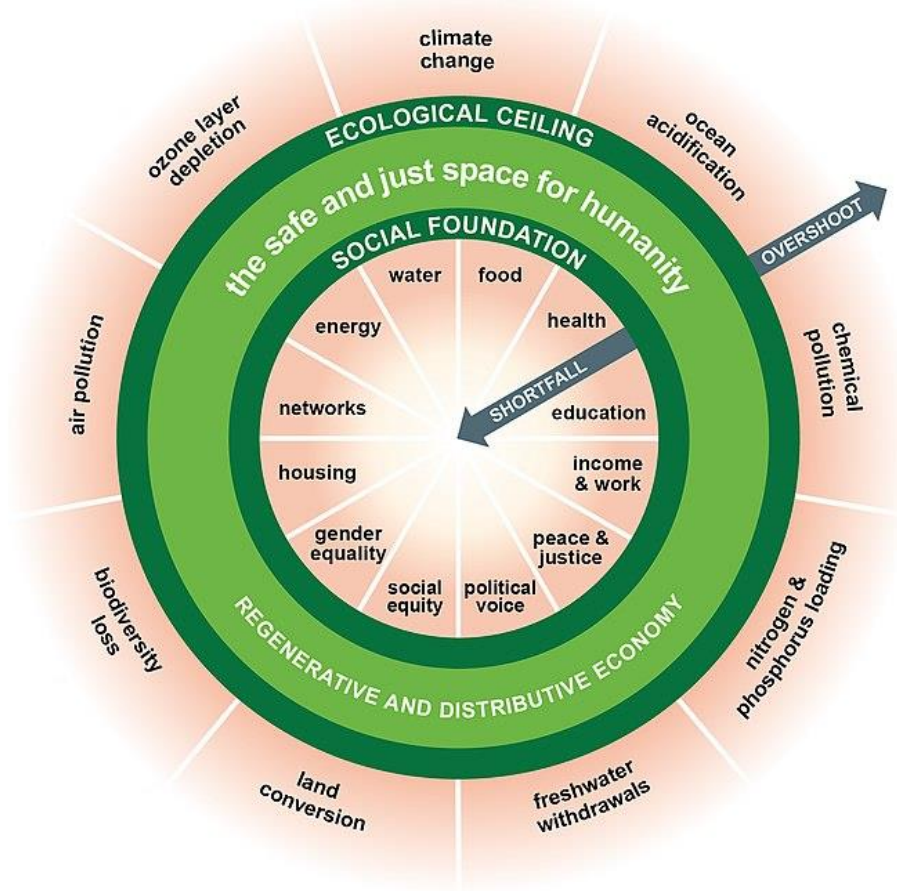 climate
change
ocean
acidification
chemical
pollution
nitrogen &
phosphorus loading
freshwater
withdrawals
land
conversion
biodiversity
loss
air pollution
ozone layer
depletion
ECOLOGICAL CEILING
the safe and just space for humanity
SOCIAL FOUNDATION
OVERSHOOT
SHORTFALL
water
food
health
education
income
& work
peace &
justice
political
voice
social
equity
gender
equality
housing
networks
energy
REGENERATIVE AND DISTRIBUTIVE ECONOMY